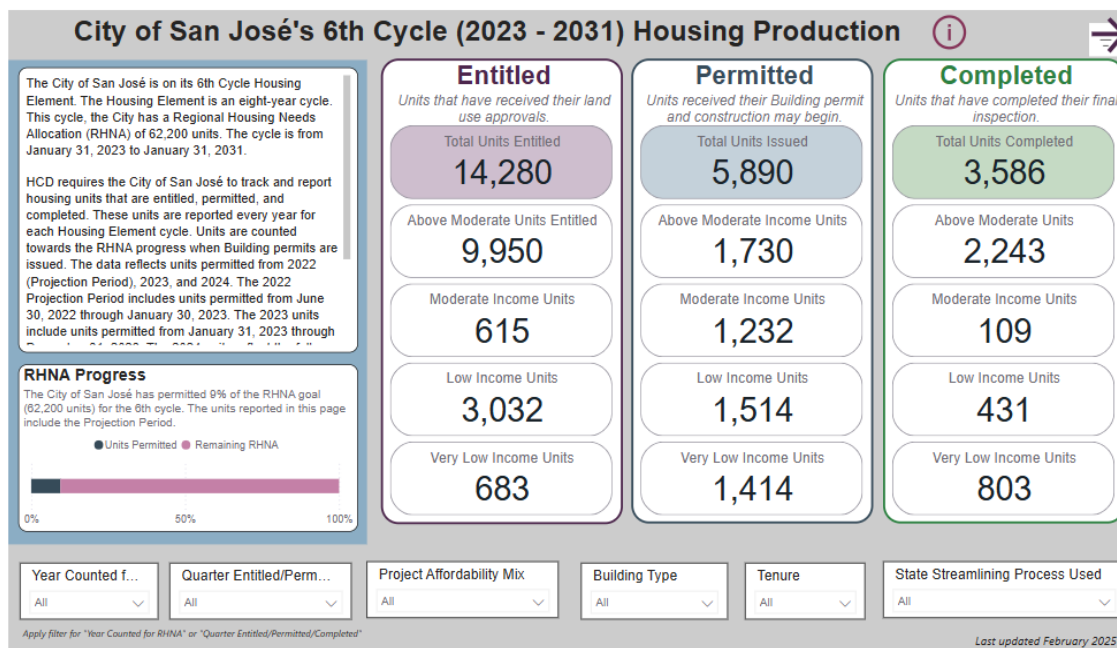 City of San José's 6th Cycle (2023 - 2031) Housing Production
i
The City of San José is on its 6th Cycle Housing
Element. The Housing Element is an eight-year cycle.
This cycle, the City has a Regional Housing Needs
Allocation (RHNA) of 62,200 units. The cycle is from
January 31, 2023 to January 31, 2031.
HCD requires the City of San José to track and report
housing units that are entitled, permitted, and
completed. These units are reported every year for
each Housing Element cycle. Units are counted
towards the RHNA progress when Building permits are
issued. The data reflects units permitted from 2022
(Projection Period), 2023, and 2024. The 2022
Projection Period includes units permitted from June
30, 2022 through January 30, 2023. The 2023 units
include units permitted from January 31, 2023 through
RHNA Progress
The City of San José has permitted 9% of the RHNA goal
(62,200 units) for the 6th cycle. The units reported in this page
include the Projection Period.
Units Permitted Remaining RHNA
0% 50% 100%
Entitled
Units that have received their land
use approvals.
Total Units Entitled
14,280
Above Moderate Units Entitled
9,950
Moderate Income Units
615
Low Income Units
3,032
Very Low Income Units
683
Permitted
Units received their Building permit
and construction may begin.
Total Units Issued
5,890
Above Moderate Income Units
1,730
Moderate Income Units
1,232
Low Income Units
1,514
Very Low Income Units
1,414
Completed
Units that have completed their final
inspection.
Total Units Completed
3,586
Above Moderate Units
2,243
Moderate Income Units
109
Low Income Units
431
Very Low Income Units
803
Year Counted f...
All
Quarter Entitled/Perm...
All
Project Affordability Mix
All
Building Type
All
Tenure
All
State Streamlining Process Used
All
Apply filter for "Year Counted for RHNA" or "Quarter Entitled/Permitted/Completed"
Last updated February 2025